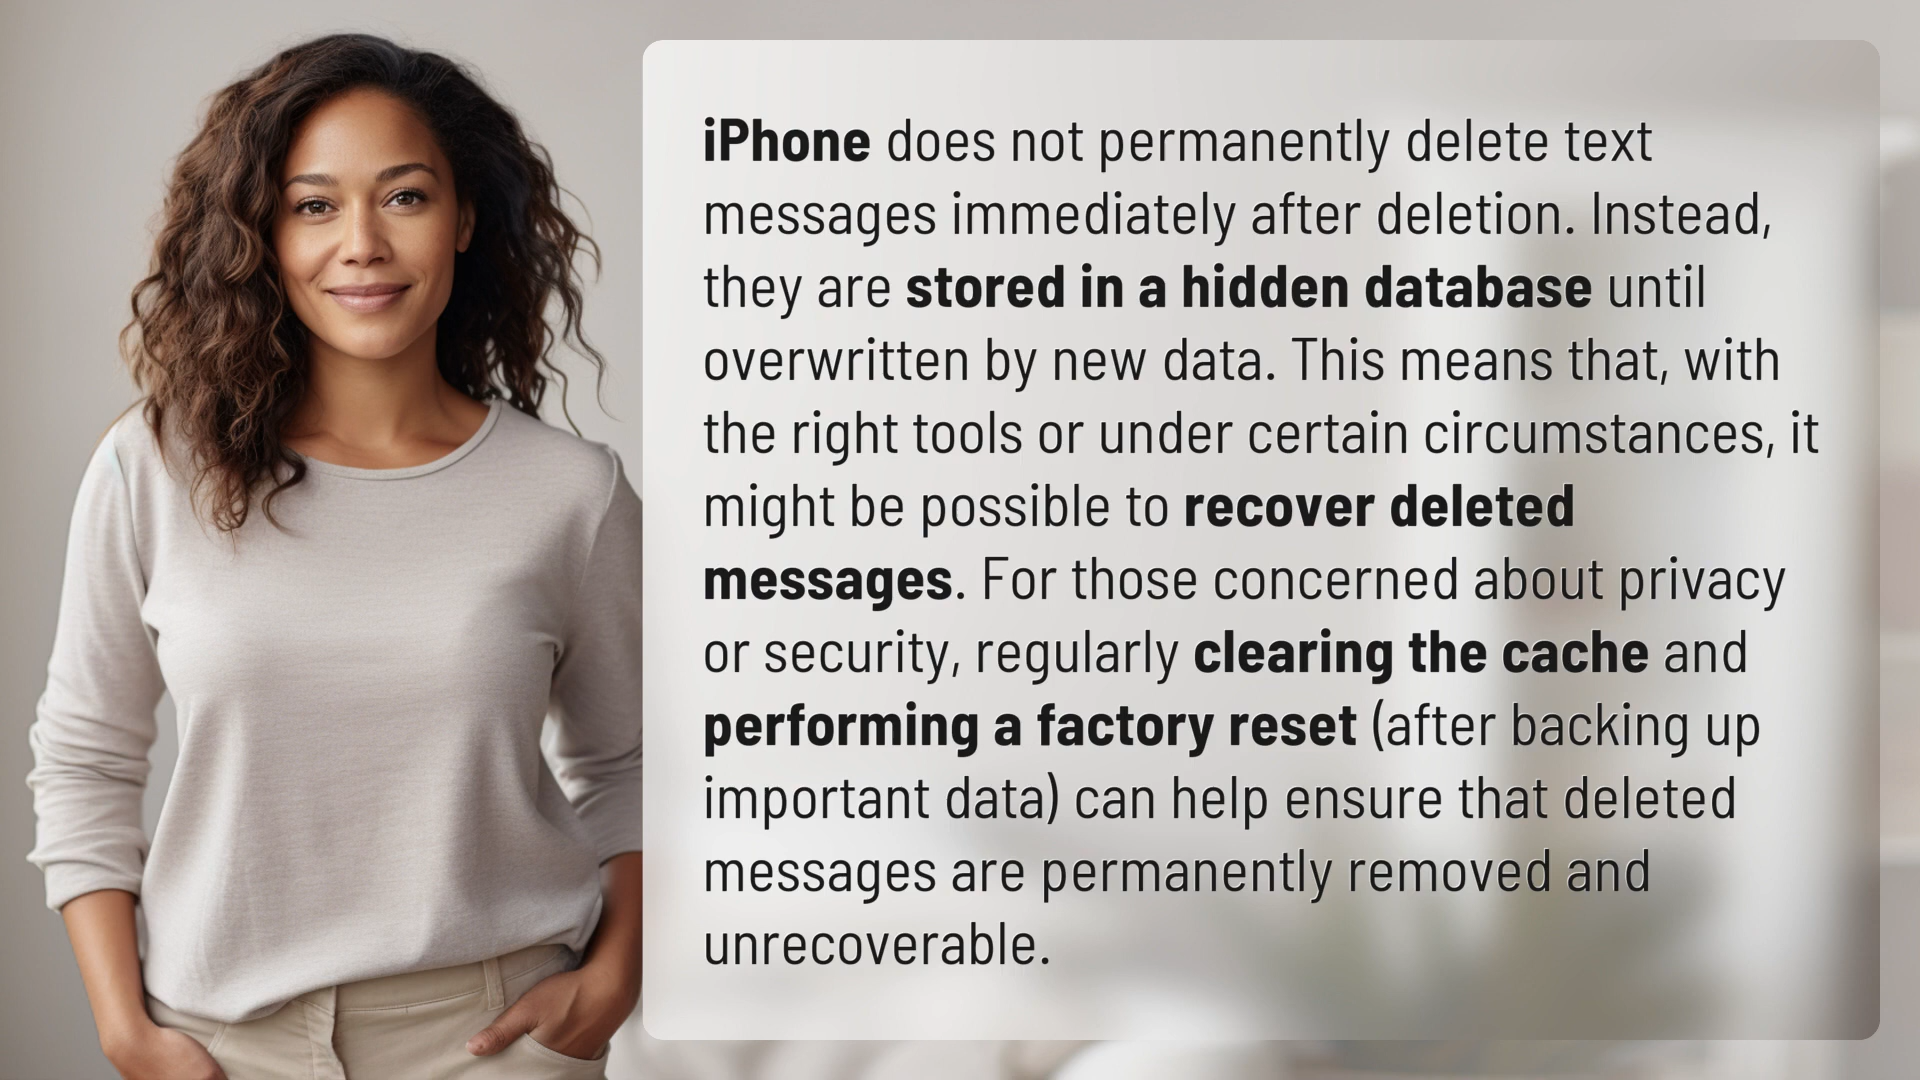 iPhone does not permanently delete text
messages immediately after deletion. Instead,
they are stored in a hidden database until
overwritten by new data. This means that, with
the right tools or under certain circumstances, it
might be possible to recover deleted
messages. For those concerned about privacy
or security, regularly clearing the cache and
performing a factory reset (after backing up
important data) can help ensure that deleted
messages are permanently removed and
unrecoverable.